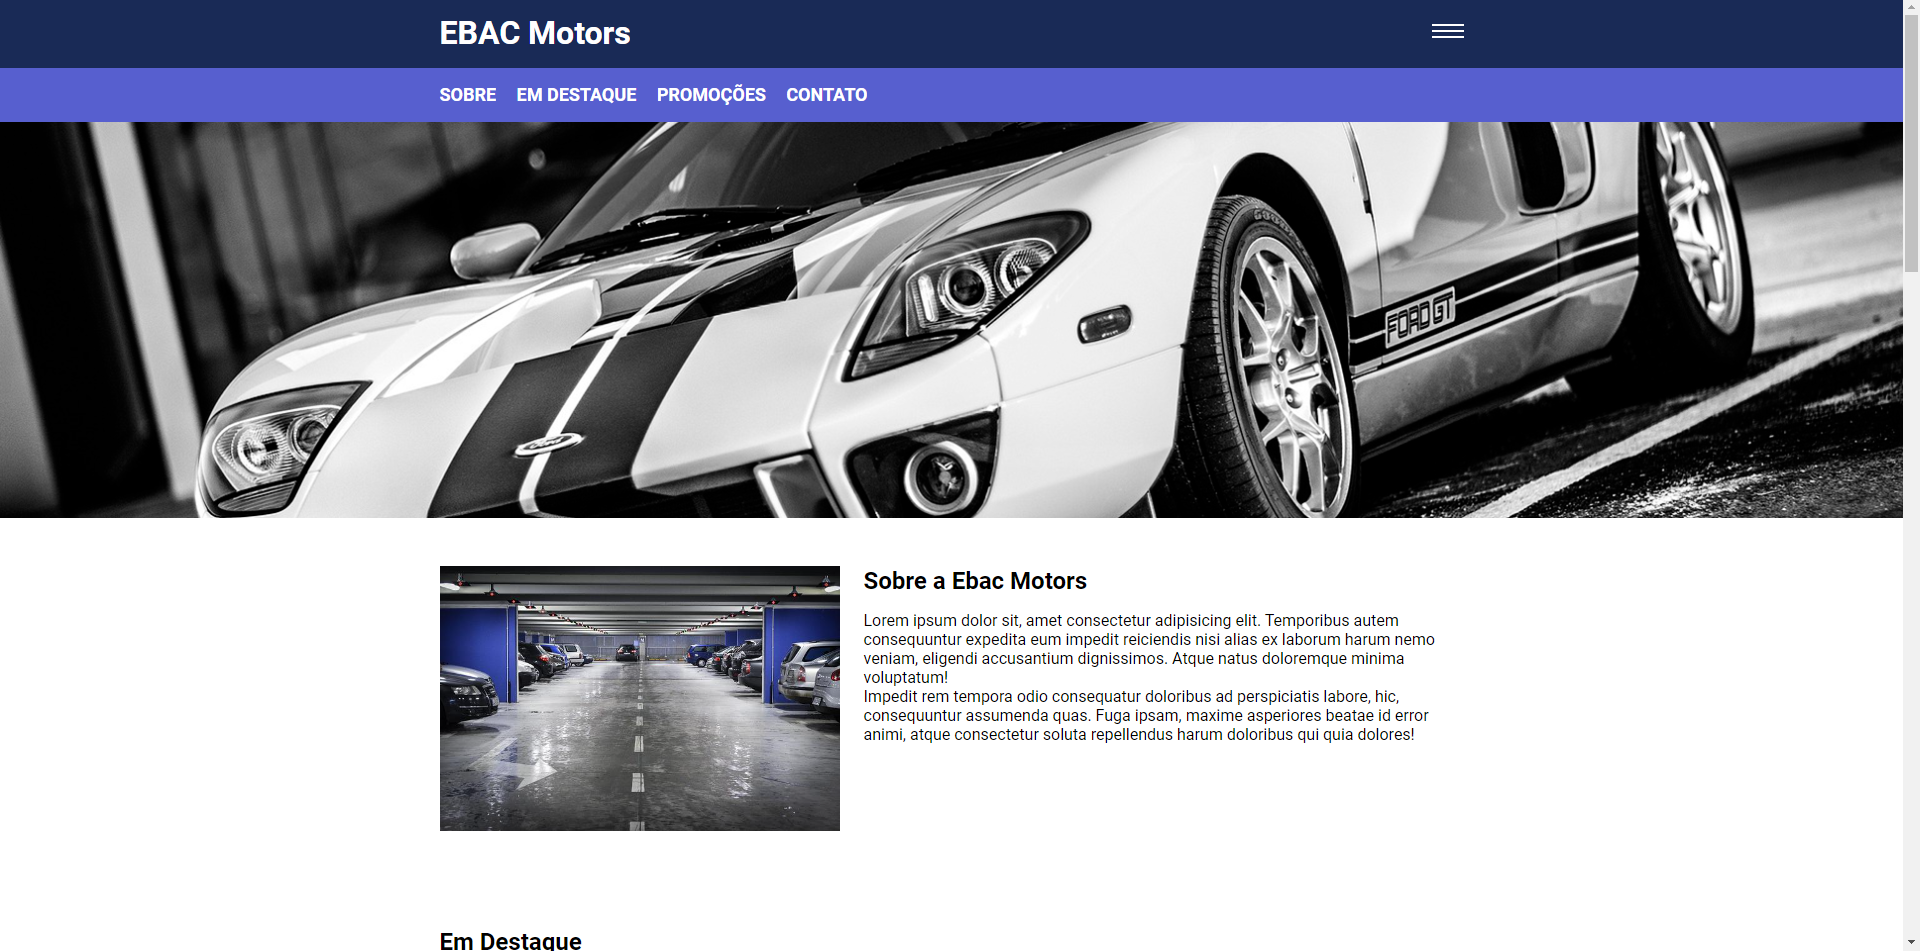 EBAC Motors
SOBRE EM DESTAQUE PROMOÇÕES CONTATO
FORD GT
Ford
Sobre a Ebac Motors
Lorem ipsum dolor sit, amet consectetur adipisicing elit. Temporibus autem
consequuntur expedita eum impedit reiciendis nisi alias ex laborum harum nemo
veniam, eligendi accusantium dignissimos. Atque natus doloremque minima
voluptatum!
Impedit rem tempora odio consequatur doloribus ad perspiciatis labore, hic,
consequuntur assumenda quas. Fuga ipsam, maxime asperiores beatae id error
animi, atque consectetur soluta repellendus harum doloribus qui quia dolores!
Em Destaque